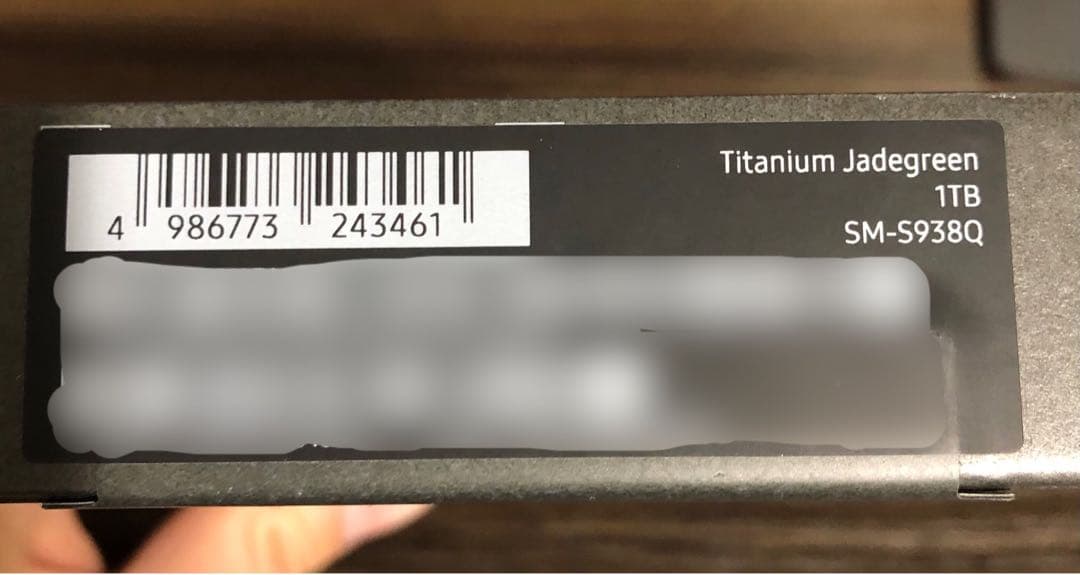 4 986773 243461
Titanium Jadegreen
1TB
SM-S938Q